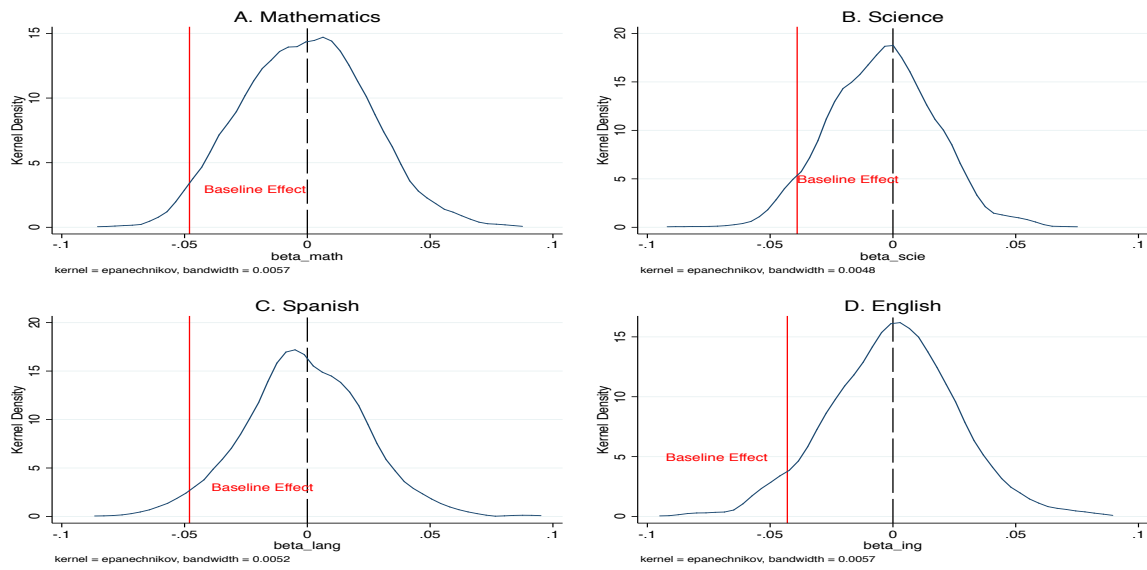 A. Mathematics
Kernel Density
15
10
5
0
Baseline Effect
-.1
-.05
0
.05
.1
beta_math
kernel = epanechnikov, bandwidth = 0.0057
B. Science
Kernel Density
20
15
10
5
0
Baseline Effect
-.1
-.05
0
.05
.1
beta_scie
kernel = epanechnikov, bandwidth = 0.0048
C. Spanish
Kernel Density
20
15
10
5
0
Baseline Effect
-.1
-.05
0
.05
.1
beta_lang
kernel = epanechnikov, bandwidth = 0.0052
D. English
Kernel Density
15
10
5
0
Baseline Effect
-.1
-.05
0
.05
.1
beta_ing
kernel = epanechnikov, bandwidth = 0.0057